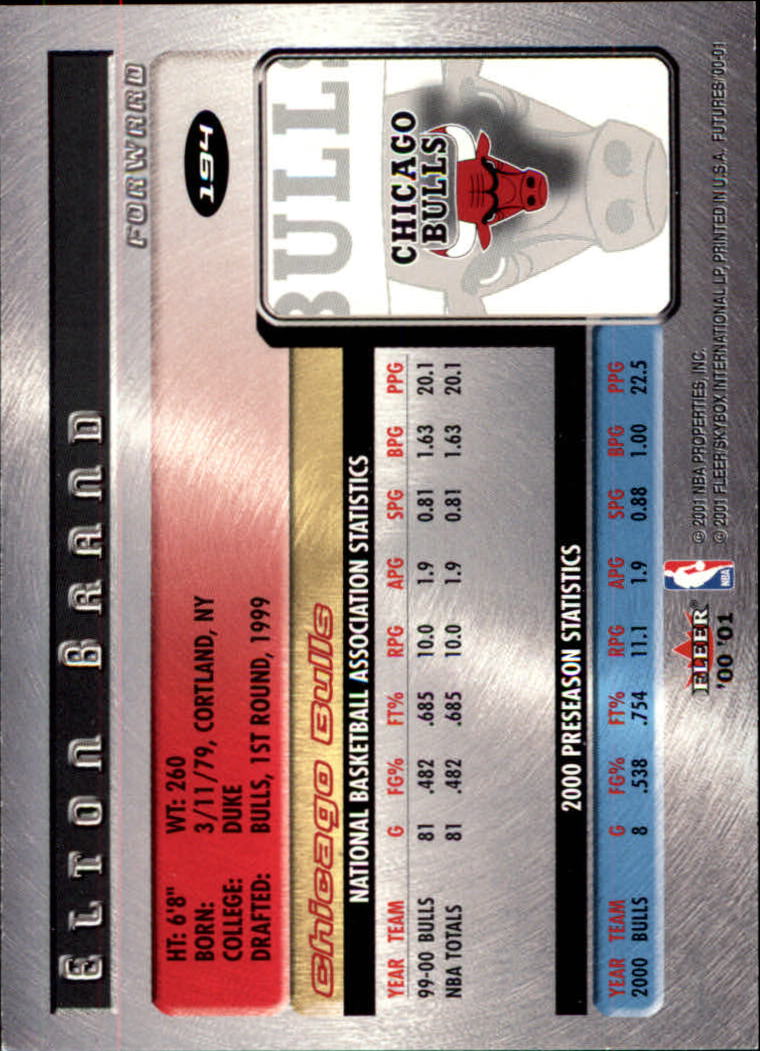 ELTON BRAND
FORWARD
194
HT: 6'8" WT: 260
BORN: 3/11/79, CORTLAND, NY
COLLEGE: DUKE
DRAFTED: BULLS, 1ST ROUND, 1999
BULLS
CHICAGO
BULLS
Chicago Bulls
NATIONAL BASKETBALL ASSOCIATION STATISTICS
YEAR TEAM G FG% FT% RPG APG SPG BPG PPG
99-00 BULLS 81 .482 .685 10.0 1.9 0.81 1.63 20.1
NBA TOTALS 81 .482 .685 10.0 1.9 0.81 1.63 20.1
2000 PRESEASON STATISTICS
YEAR TEAM G FG% FT% RPG APG SPG BPG PPG
2000 BULLS 8 .538 .754 11.1 1.9 0.88 1.00 22.5
FLEER®
'00 '01
NBA
© 2001 NBA PROPERTIES, INC.
© 2001 FLEER/SKYBOX INTERNATIONAL LP, PRINTED IN U.S.A. FUTURES '00-01